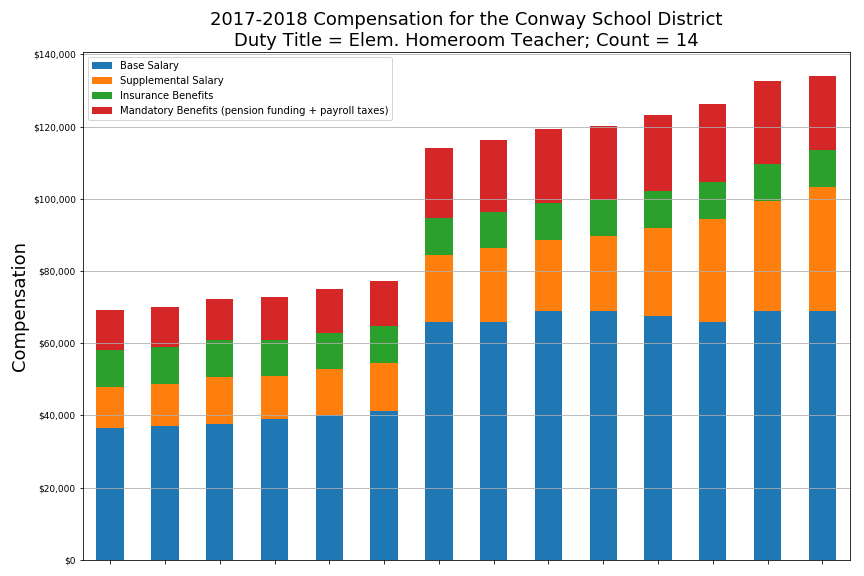 2017-2018 Compensation for the Conway School District
Duty Title = Elem. Homeroom Teacher; Count = 14
$140,000
Base Salary
Supplemental Salary
Insurance Benefits
Mandatory Benefits (pension funding + payroll taxes)
$120,000
$100,000
$80,000
$60,000
$40,000
$20,000
$0
Compensation